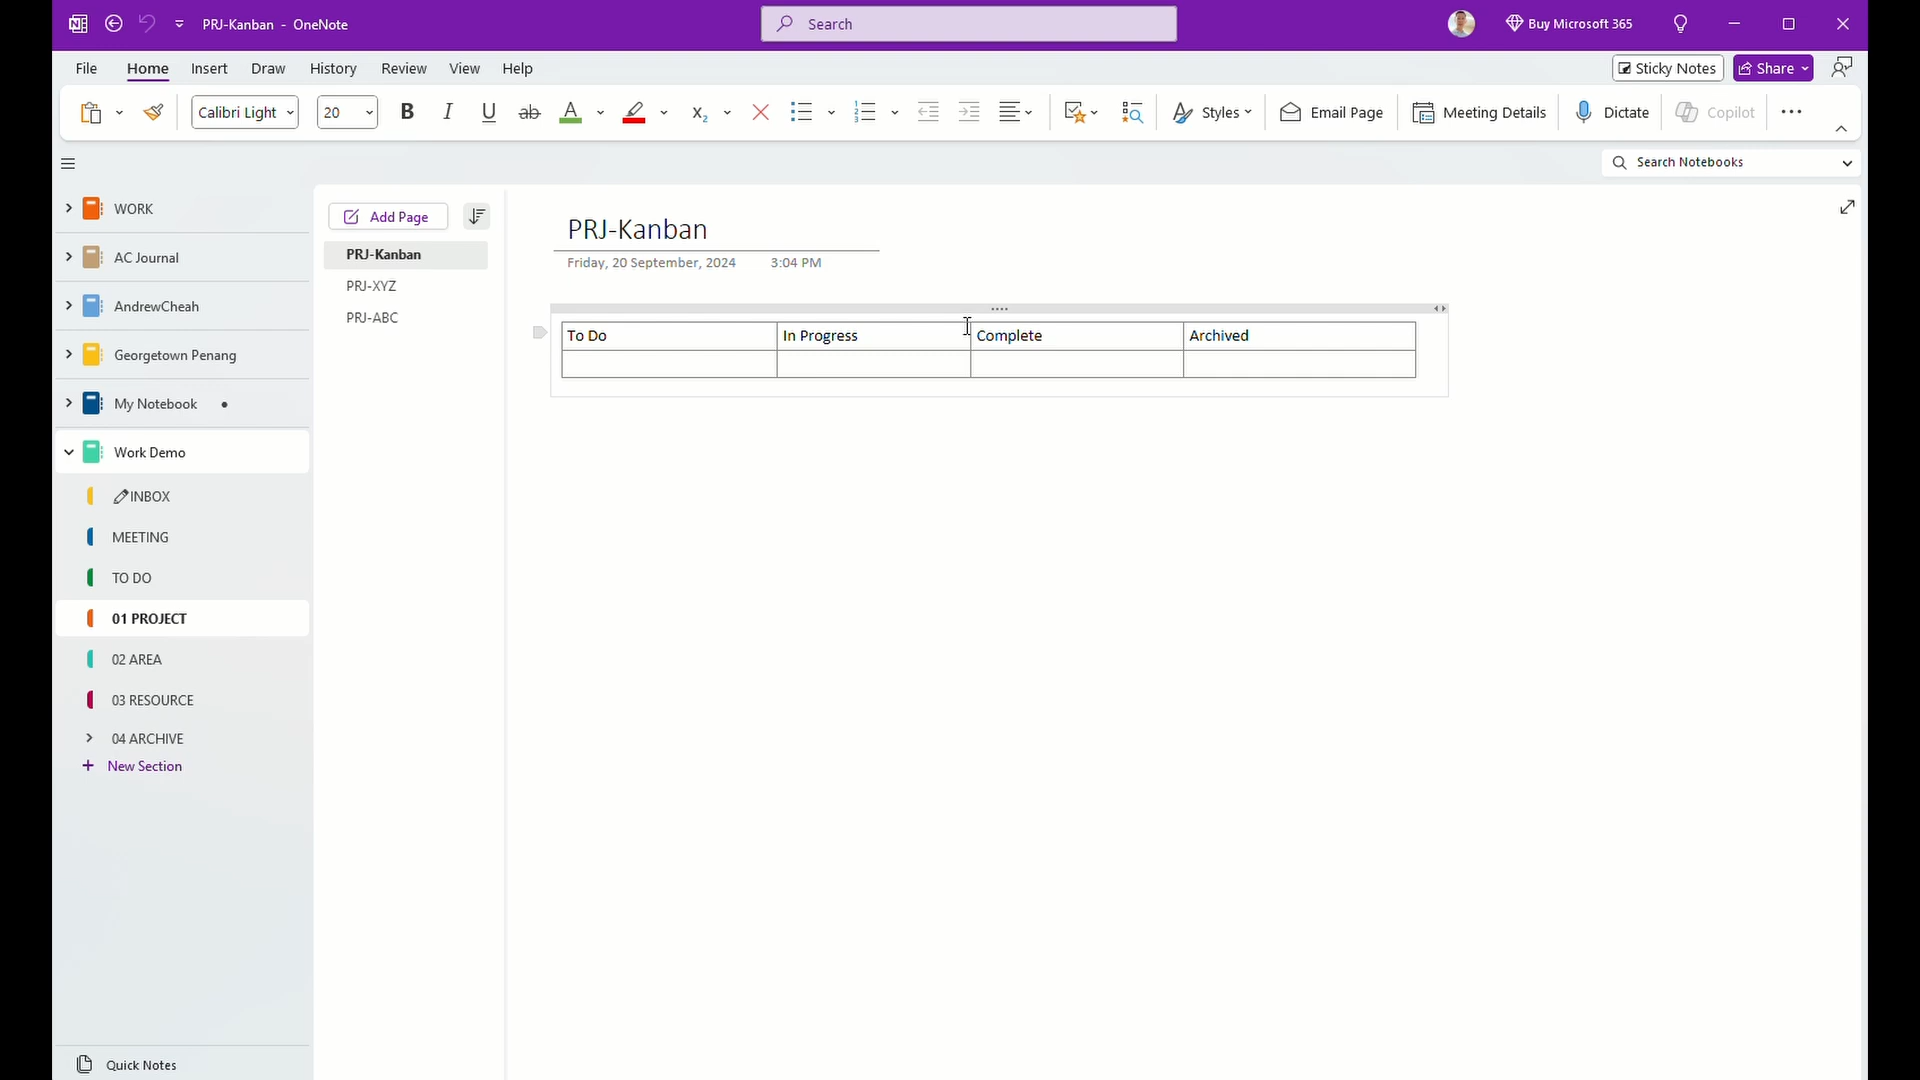 PRJ-Kanban - OneNote
Search
Buy Microsoft 365
File Home Insert Draw History Review View Help
Sticky Notes Share
Calibri Light 20 B I U ab A x2 Styles Email Page Meeting Details Dictate Copilot
Search Notebooks
WORK
AC Journal
AndrewCheah
Georgetown Penang
My Notebook
Work Demo
INBOX
MEETING
TO DO
01 PROJECT
02 AREA
03 RESOURCE
04 ARCHIVE
New Section
Quick Notes
Add Page
PRJ-Kanban
PRJ-XYZ
PRJ-ABC
PRJ-Kanban
Friday, 20 September, 2024 3:04 PM
To Do In Progress Complete Archived